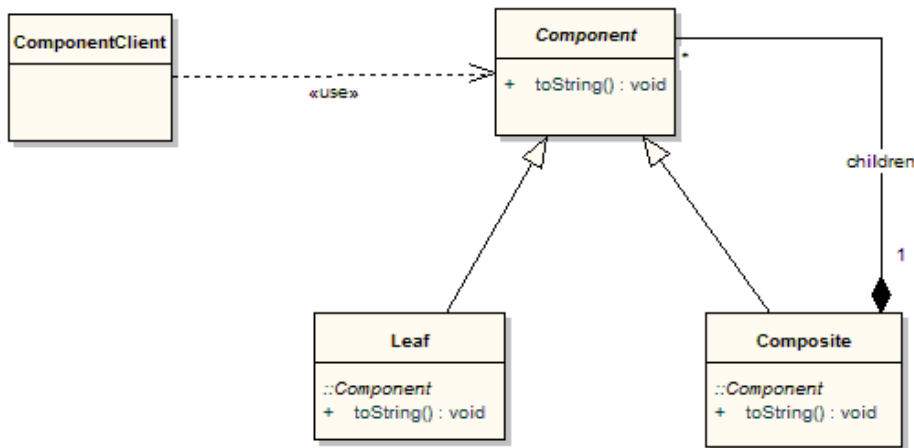 ComponentClient
«use»
Component
+ toString() : void
*
children
1
Leaf
::Component
+ toString() : void
Composite
::Component
+ toString() : void